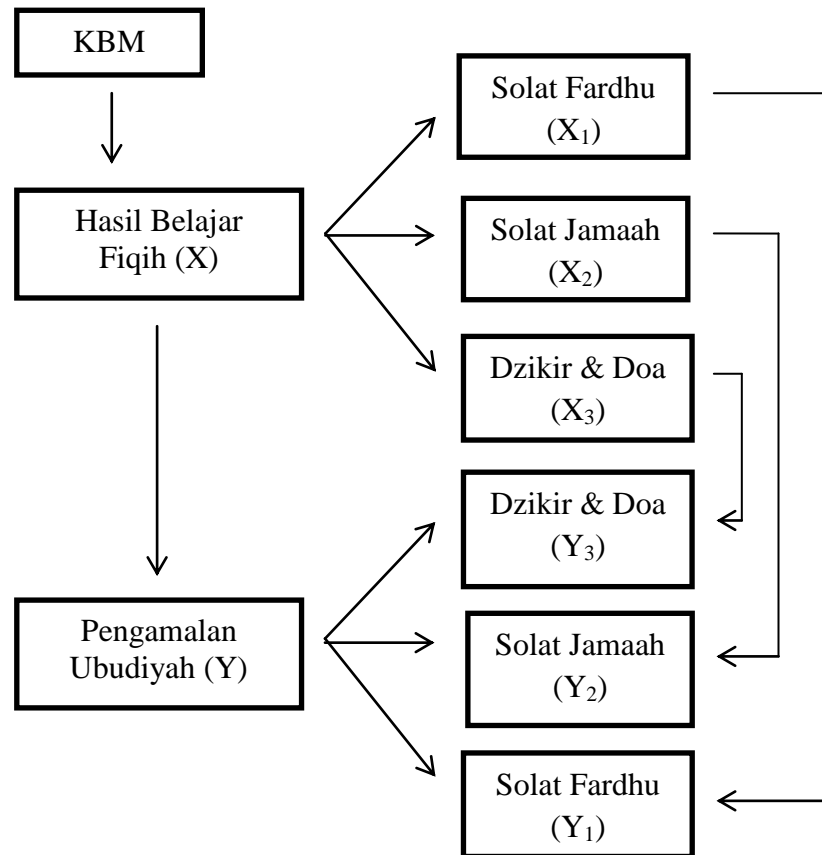 KBM
Solat Fardhu
(X₁)
Hasil Belajar
Fiqih (X)
Solat Jamaah
(X₂)
Dzikir & Doa
(X₃)
Dzikir & Doa
(Y₃)
Pengamalan
Ubudiyah (Y)
Solat Jamaah
(Y₂)
Solat Fardhu
(Y₁)